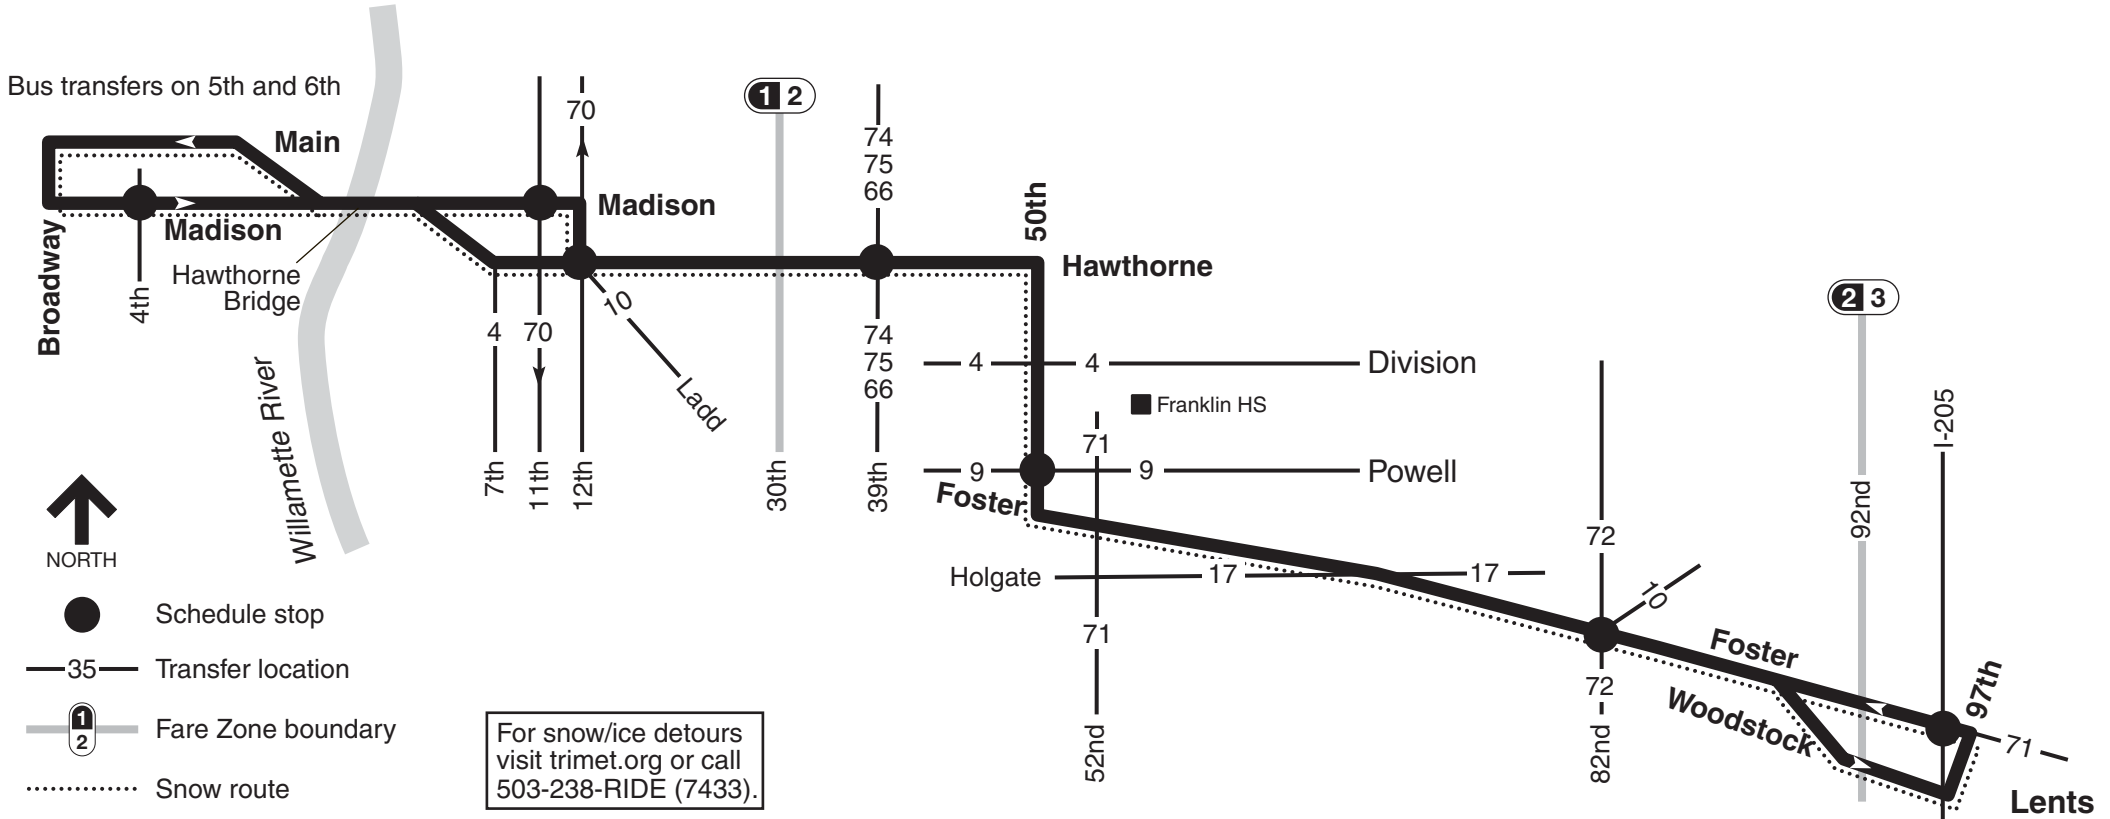 Bus transfers on 5th and 6th
Main
Madison
Broadway
4th
Hawthorne
Bridge
Willamette River
70
Madison
1 2
74
75
66
50th
Hawthorne
4
70
10
Ladd
74
75
66
7th
11th
12th
30th
39th
4
4
Division
Franklin HS
71
9
9
Powell
Foster
Holgate
17
17
71
52nd
72
10
72
82nd
2 3
92nd
I-205
Foster
Woodstock
97th
71
Lents
NORTH
Schedule stop
35
Transfer location
1
2
Fare Zone boundary
Snow route
For snow/ice detours
visit trimet.org or call
503-238-RIDE (7433).